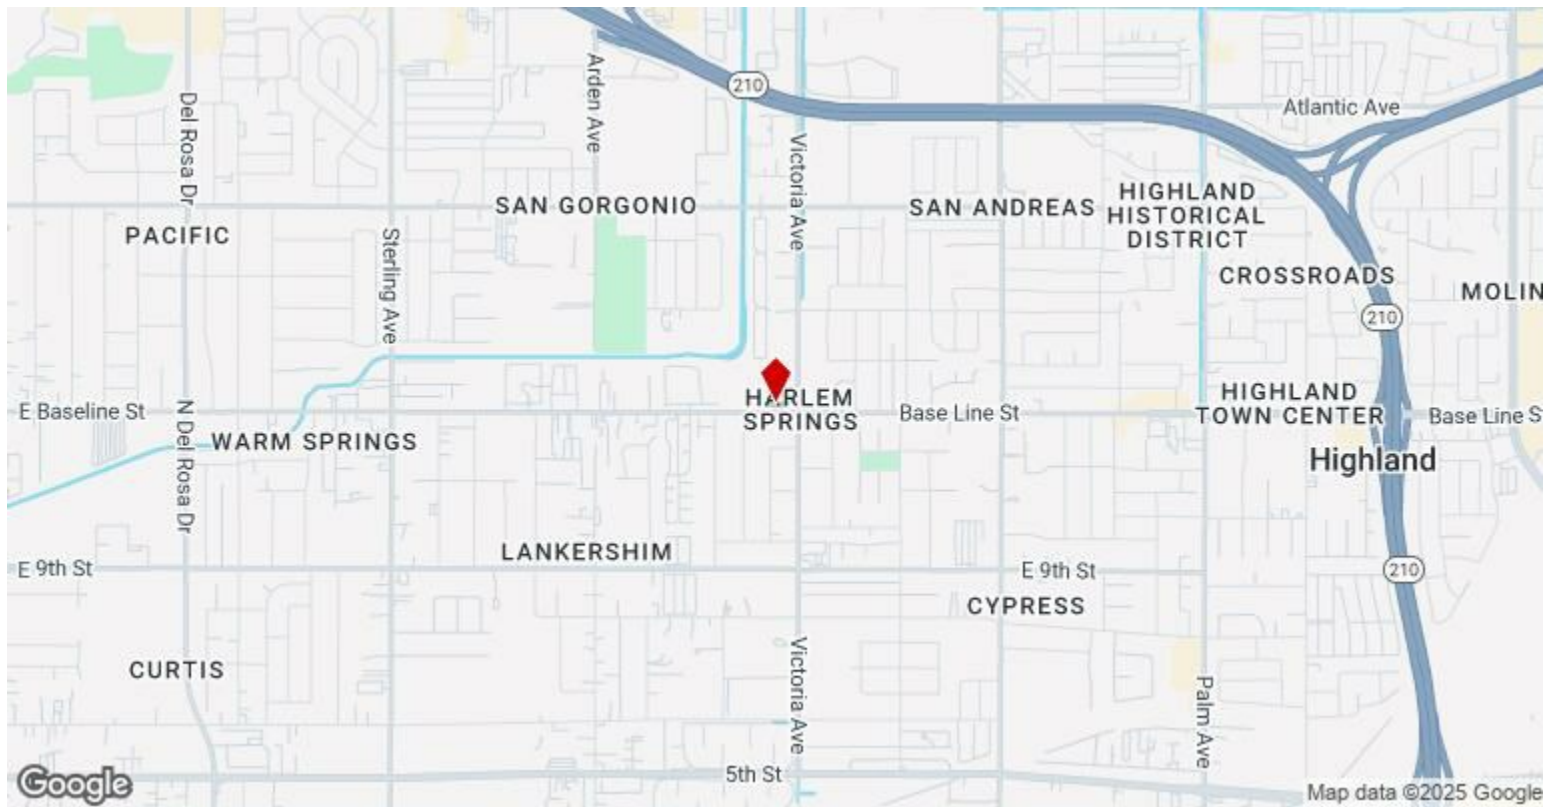 210
Atlantic Ave
Del Rosa Dr
Arden Ave
Victoria Ave
SAN GORGONIO
SAN ANDREAS
HIGHLAND
HISTORICAL
DISTRICT
PACIFIC
Sterling Ave
CROSSROADS
MOLIN
210
HARLEM
SPRINGS
E Baseline St
Base Line St
HIGHLAND
TOWN CENTER
Base Line S
N Del Rosa Dr
WARM SPRINGS
Highland
LANKERSHIM
E 9th St
E 9th St
210
CYPRESS
CURTIS
Victoria Ave
Palm Ave
5th St
Google
Map data ©2025 Google